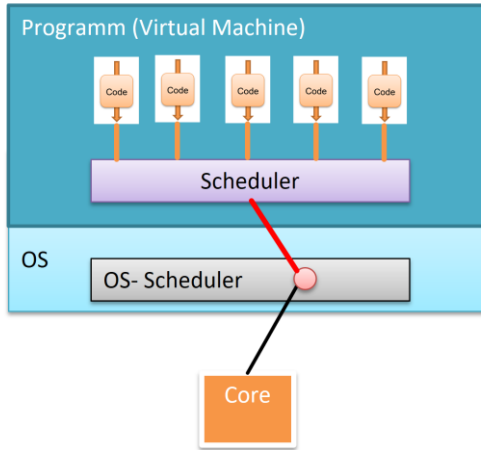 Programm (Virtual Machine)
Code Code Code Code Code
Scheduler
OS
OS- Scheduler
Core